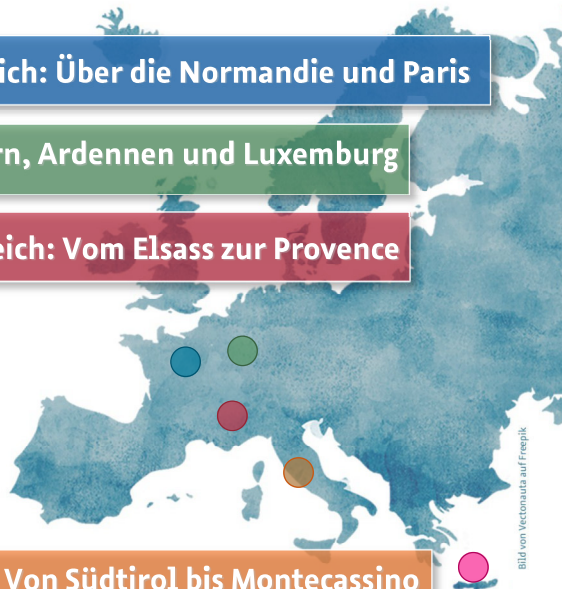 ich: Über die Normandie und Paris
rn, Ardennen und Luxemburg
eich: Vom Elsass zur Provence
Von Südtirol bis Montecassino
Bild von Vectonauta auf Freepik